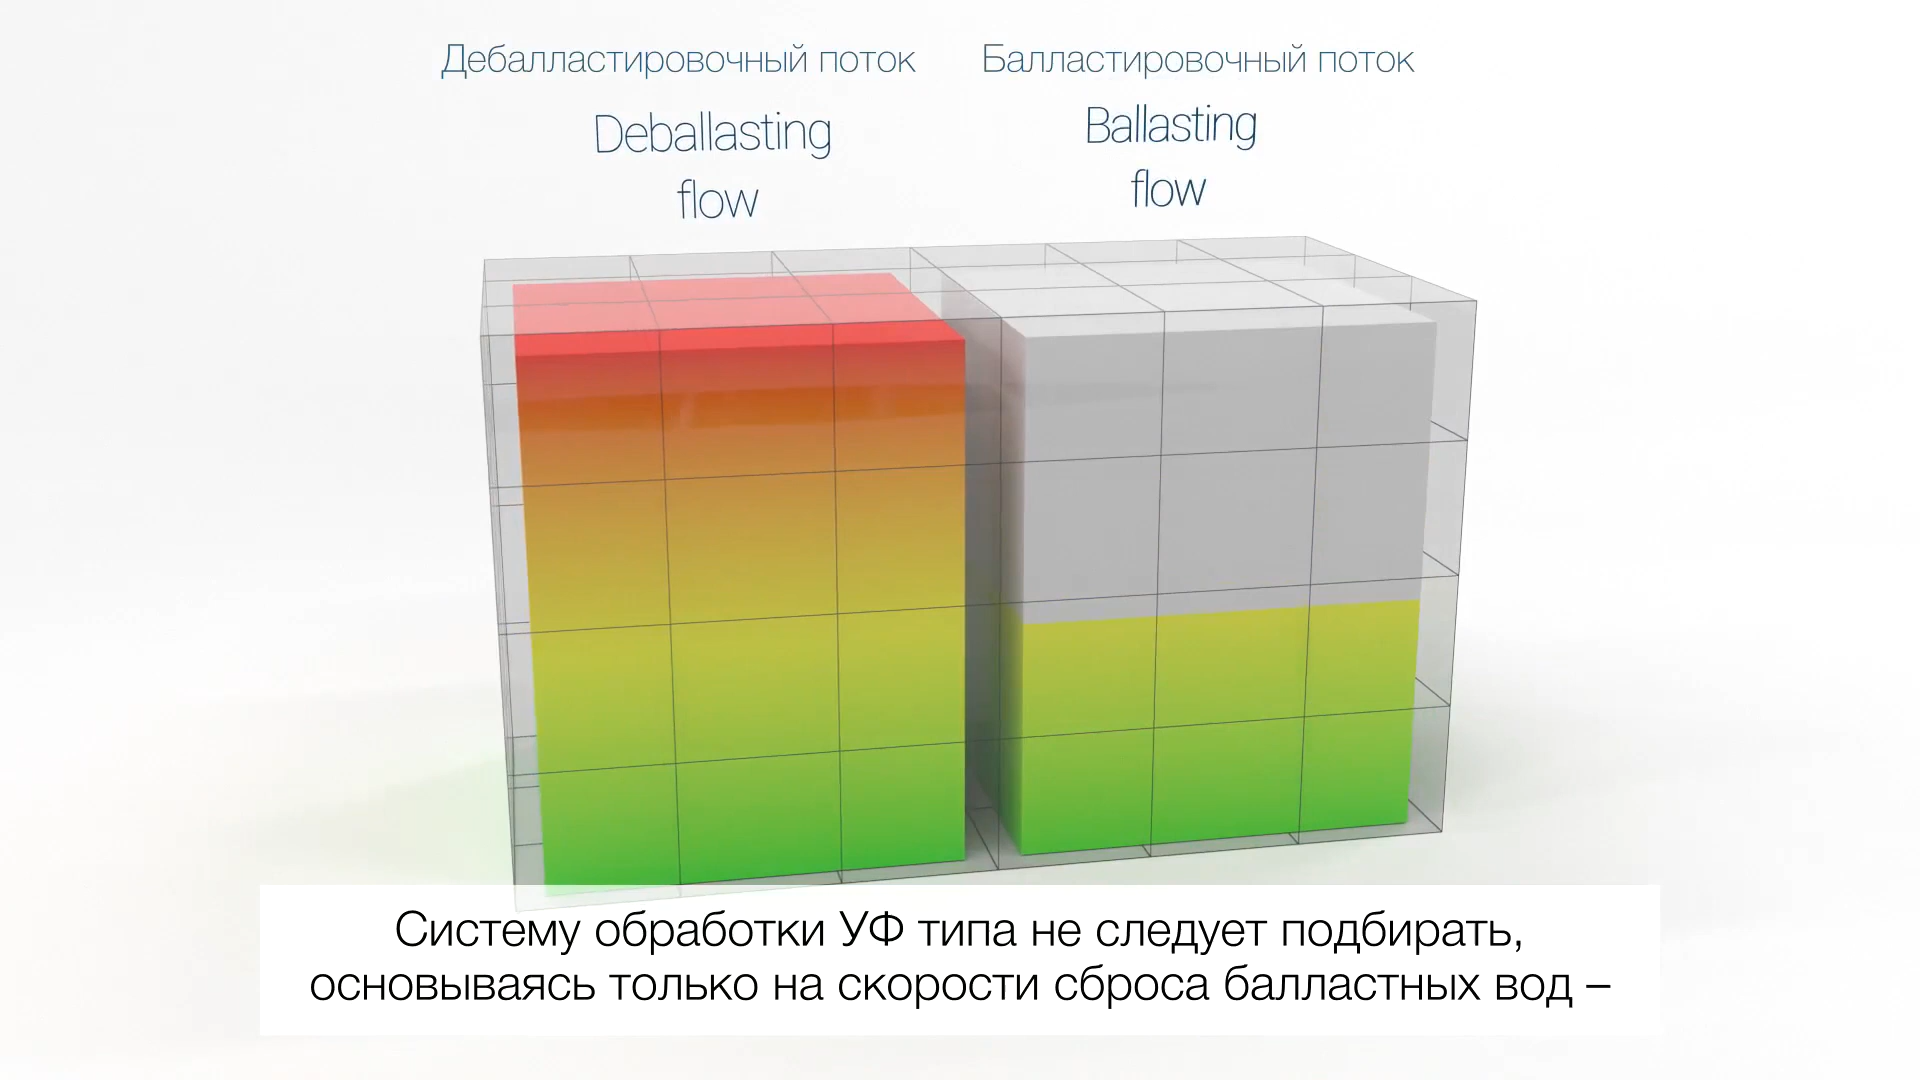 Дебалластировочный поток
Балластировочный поток
Deballasting
flow
Ballasting
flow
Систему обработки УФ типа не следует подбирать,
основываясь только на скорости сброса балластных вод –